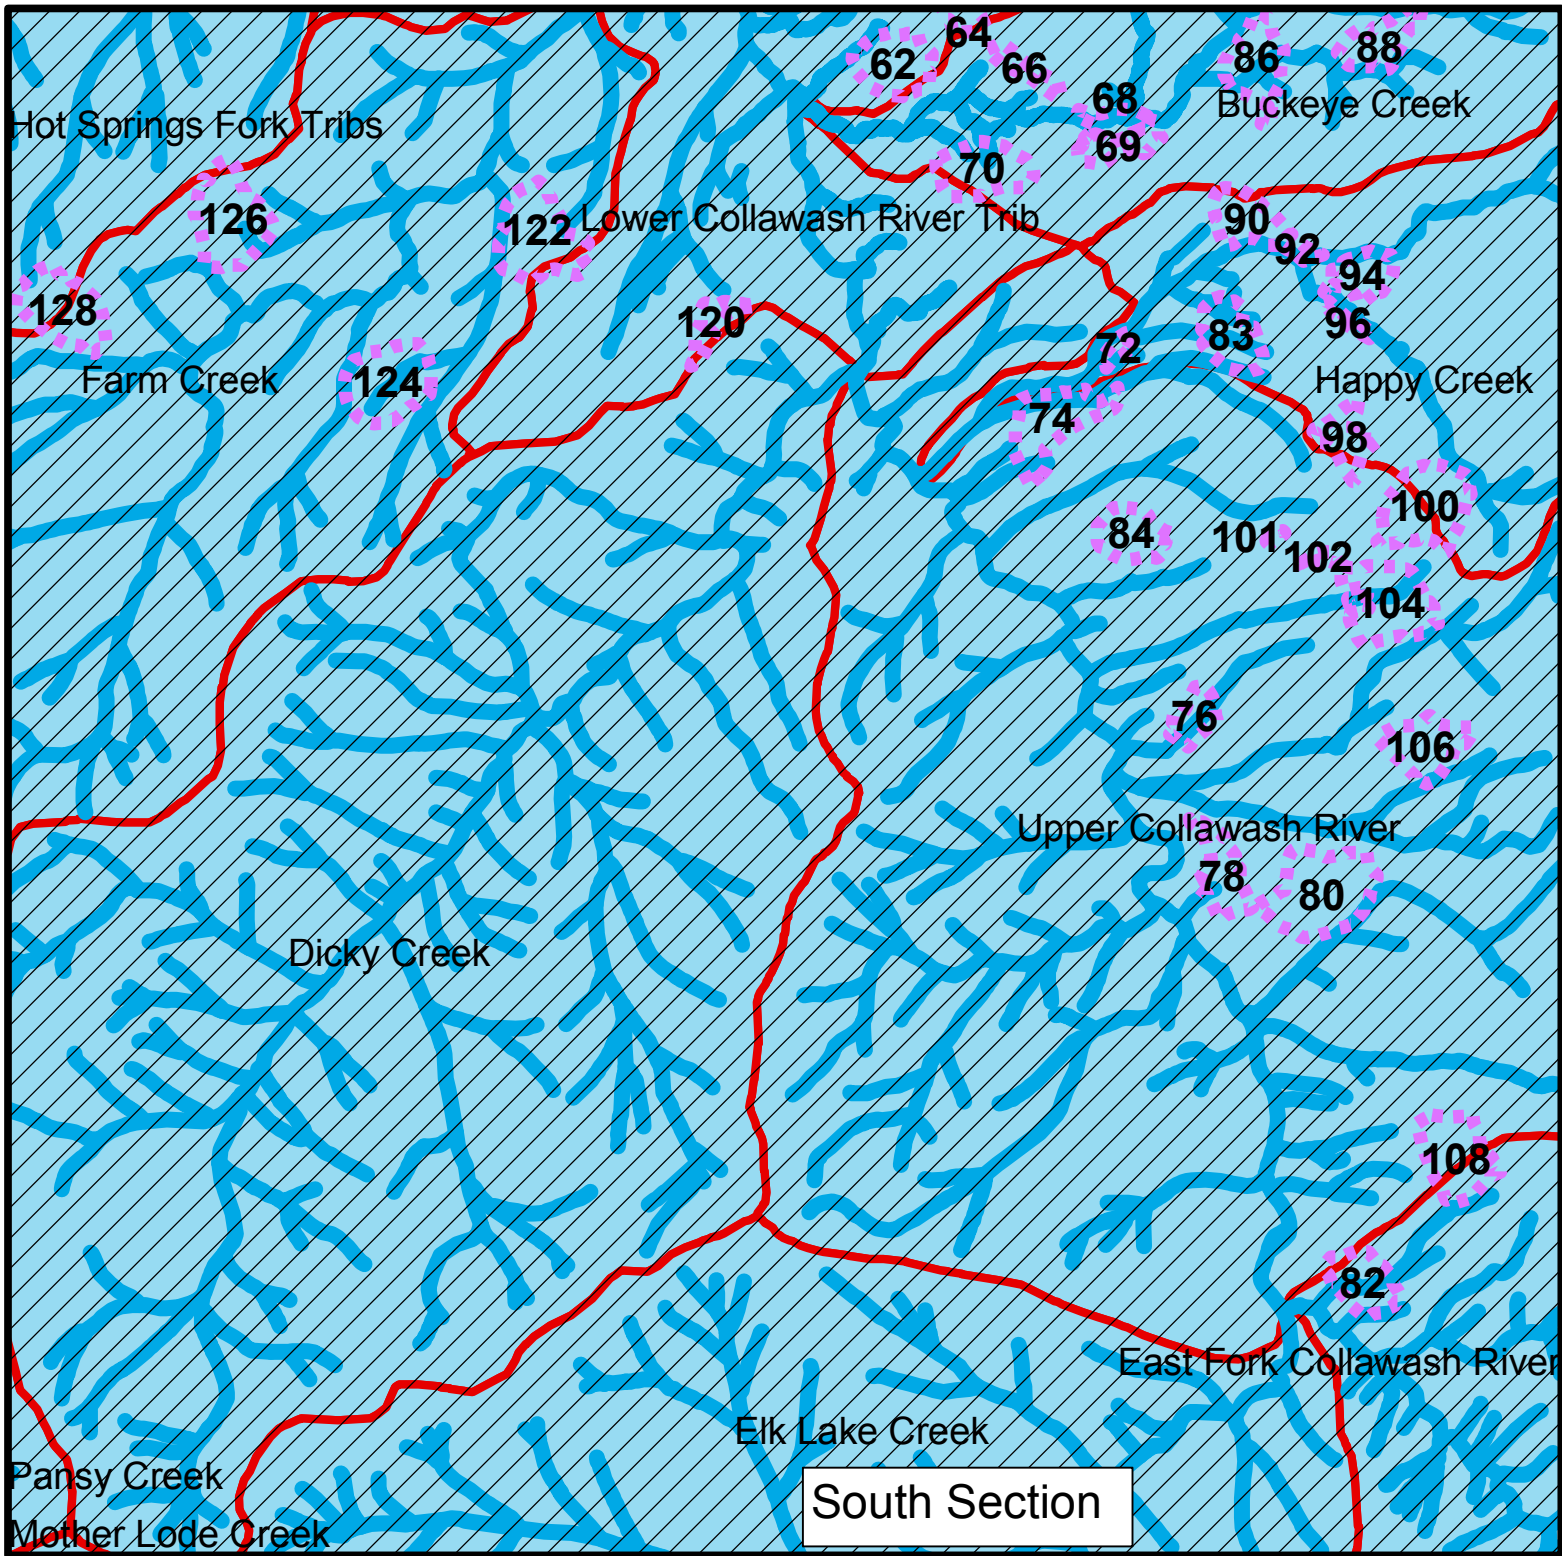 64
62
66
86
88
68
Buckeye Creek
Hot Springs Fork Tribs
69
70
126
122
Lower Collawash River Trib
90
92
94
128
120
96
83
72
Farm Creek
124
Happy Creek
74
98
100
84
101
102
104
76
106
Upper Collawash River
78
80
Dicky Creek
108
82
East Fork Collawash River
Elk Lake Creek
Pansy Creek
South Section
Mother Lode Creek